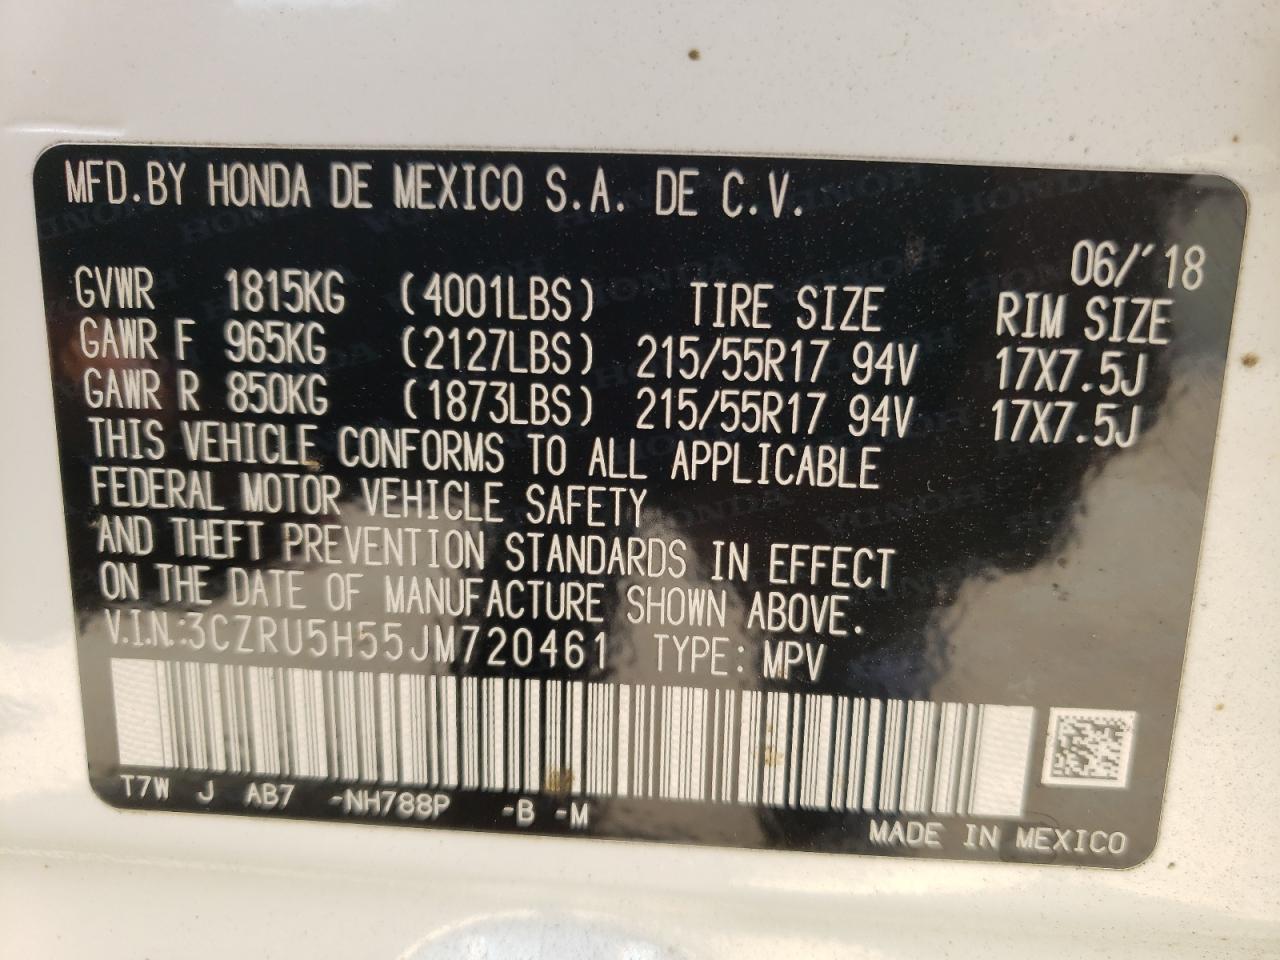 MFD.BY HONDA DE MEXICO S.A. DE C.V.
06/'18
GVWR 1815KG (4001LBS) TIRE SIZE RIM SIZE
GAWR F 965KG (2127LBS) 215/55R17 94V 17X7.5J
GAWR R 850KG (1873LBS) 215/55R17 94V 17X7.5J
THIS VEHICLE CONFORMS TO ALL APPLICABLE
FEDERAL MOTOR VEHICLE SAFETY
AND THEFT PREVENTION STANDARDS IN EFFECT
ON THE DATE OF MANUFACTURE SHOWN ABOVE.
V.I.N.:3CZRU5H55JM720461 TYPE: MPV
T7W J AB7 -NH788P -B -M
MADE IN MEXICO